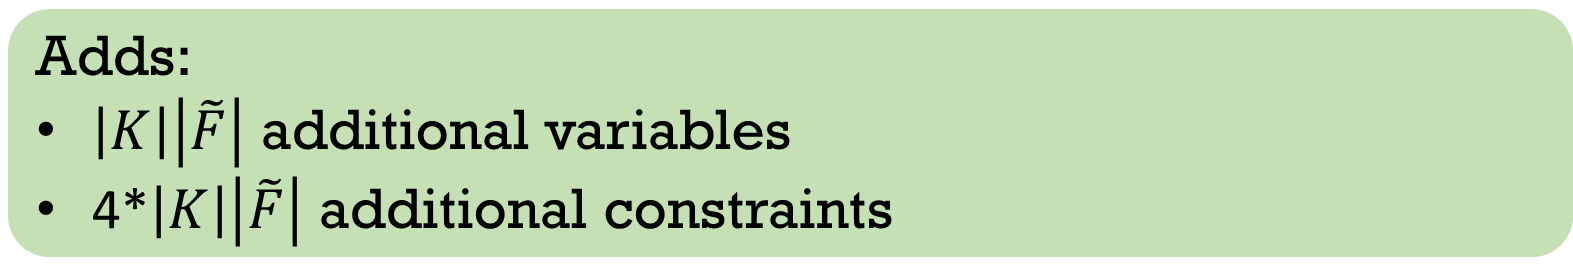 Adds:
• |K||F̃| additional variables
• 4*|K||F̃| additional constraints